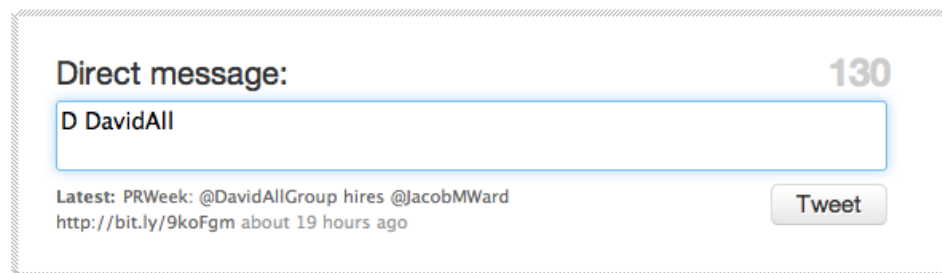 Direct message: 130
D DavidAll
Latest: PRWeek: @DavidAllGroup hires @JacobMWard
http://bit.ly/9koFgm about 19 hours ago
Tweet